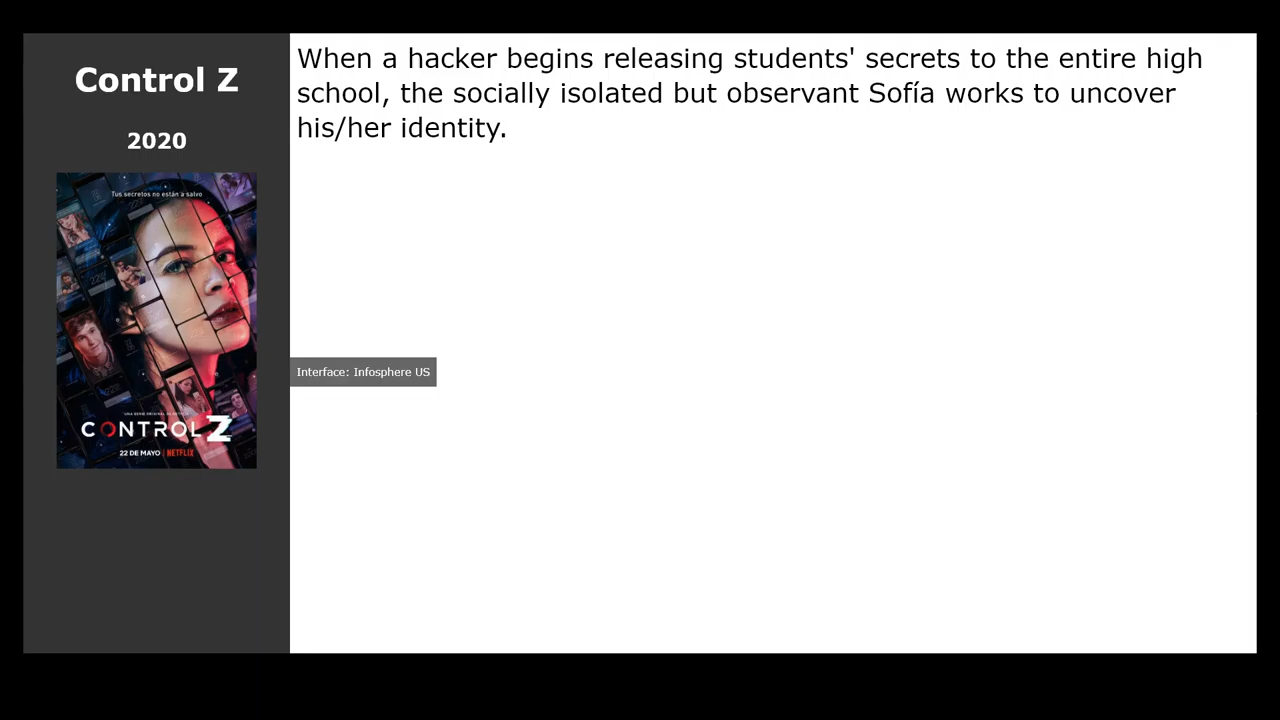 Control Z
2020
Tus secretos no están a salvo
CONTROL Z
22 DE MAYO | NETFLIX
When a hacker begins releasing students' secrets to the entire high
school, the socially isolated but observant Sofía works to uncover
his/her identity.
Interface: Infosphere US